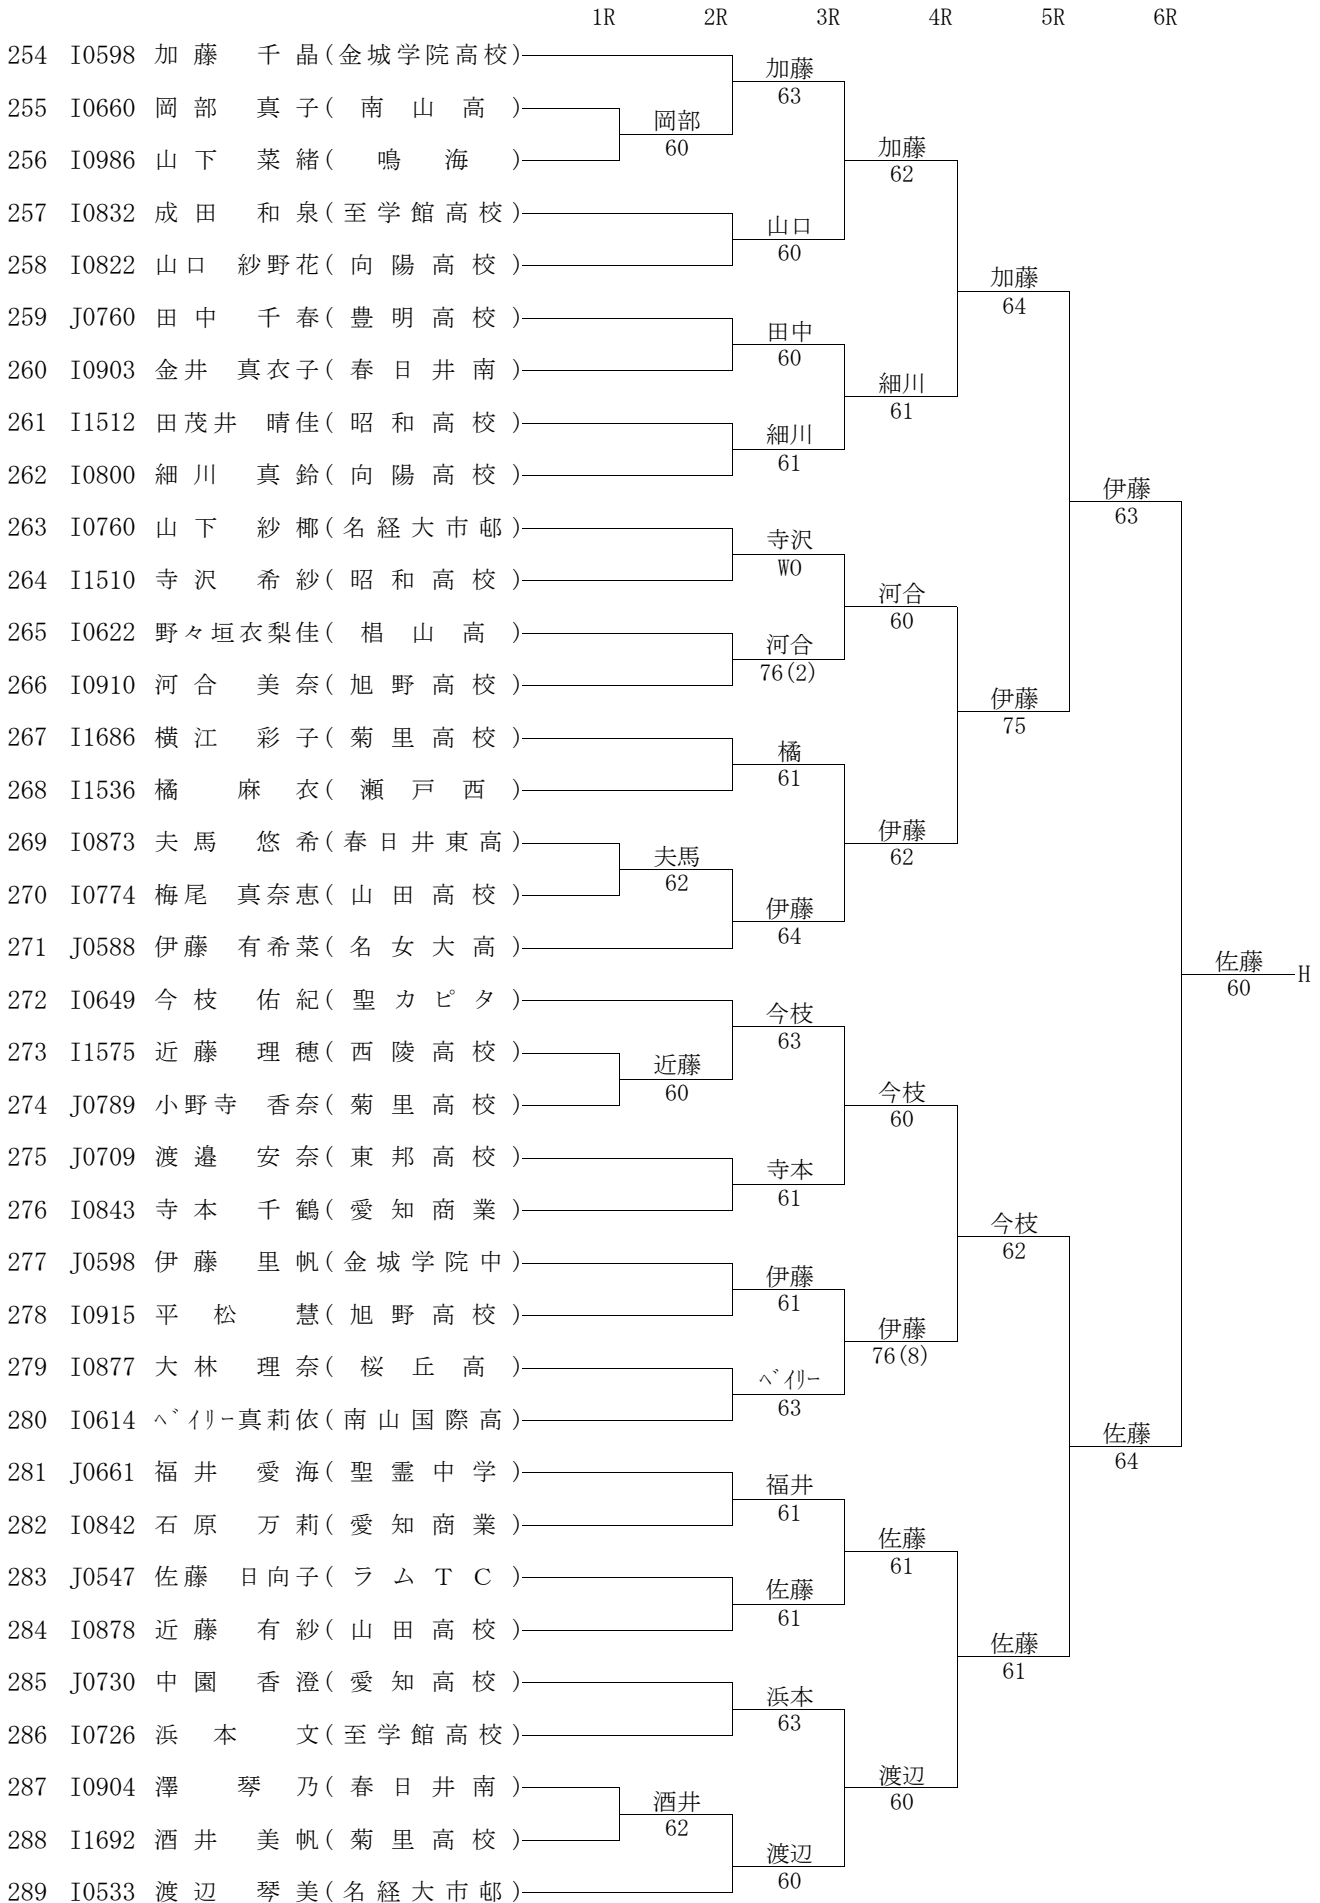 1R 2R 3R 4R 5R 6R
254 I0598 加藤 千晶(金城学院高校)
加藤
63
255 I0660 岡部 真子(南山高)
岡部
60
加藤
62
256 I0986 山下 菜緒(鳴海)
257 I0832 成田 和泉(至学館高校)
山口
60
258 I0822 山口 紗野花(向陽高校)
加藤
64
259 J0760 田中 千春(豊明高校)
田中
60
260 I0903 金井 真衣子(春日井南)
細川
61
261 I1512 田茂井 晴佳(昭和高校)
細川
61
262 I0800 細川 真鈴(向陽高校)
伊藤
63
263 I0760 山下 紗椰(名経大市邨)
寺沢
WO
264 I1510 寺沢 希紗(昭和高校)
河合
60
265 I0622 野々垣衣梨佳(椙山高)
河合
76(2)
266 I0910 河合 美奈(旭野高校)
伊藤
75
267 I1686 横江 彩子(菊里高校)
橘
61
268 I1536 橘 麻衣(瀬戸西)
269 I0873 夫馬 悠希(春日井東高)
伊藤
62
夫馬
62
270 I0774 梅尾 真奈恵(山田高校)
伊藤
64
271 J0588 伊藤 有希菜(名女大高)
佐藤
60
H
272 I0649 今枝 佑紀(聖カピタ)
今枝
63
273 I1575 近藤 理穂(西陵高校)
近藤
60
274 J0789 小野寺 香奈(菊里高校)
今枝
60
275 J0709 渡邉 安奈(東邦高校)
寺本
61
276 I0843 寺本 千鶴(愛知商業)
今枝
62
277 J0598 伊藤 里帆(金城学院中)
伊藤
61
278 I0915 平松 慧(旭野高校)
伊藤
76(8)
279 I0877 大林 理奈(桜丘高)
ベイリー
63
280 I0614 ベイリー真莉依(南山国際高)
佐藤
64
281 J0661 福井 愛海(聖霊中学)
福井
61
282 I0842 石原 万莉(愛知商業)
佐藤
61
283 J0547 佐藤 日向子(ラムTC)
佐藤
61
284 I0878 近藤 有紗(山田高校)
佐藤
61
285 J0730 中園 香澄(愛知高校)
浜本
63
286 I0726 浜本 文(至学館高校)
287 I0904 澤 琴乃(春日井南)
渡辺
60
酒井
62
288 I1692 酒井 美帆(菊里高校)
渡辺
60
289 I0533 渡辺 琴美(名経大市邨)